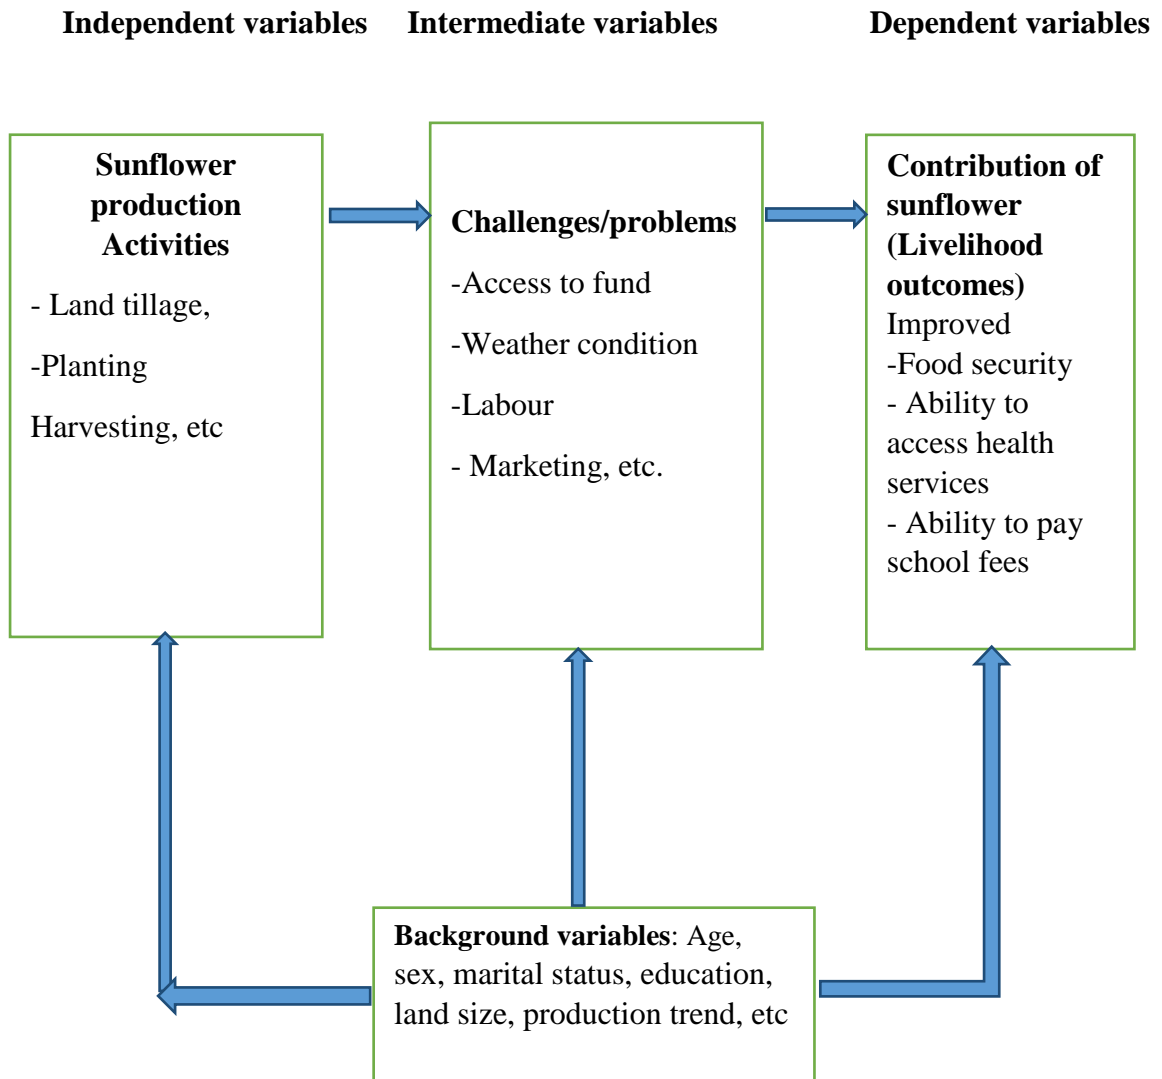 Independent variables
Intermediate variables
Dependent variables
Sunflower
production
Activities
- Land tillage,
-Planting
Harvesting, etc
Challenges/problems
-Access to fund
-Weather condition
-Labour
- Marketing, etc.
Contribution of
sunflower
(Livelihood
outcomes)
Improved
-Food security
- Ability to
access health
services
- Ability to pay
school fees
Background variables: Age,
sex, marital status, education,
land size, production trend, etc